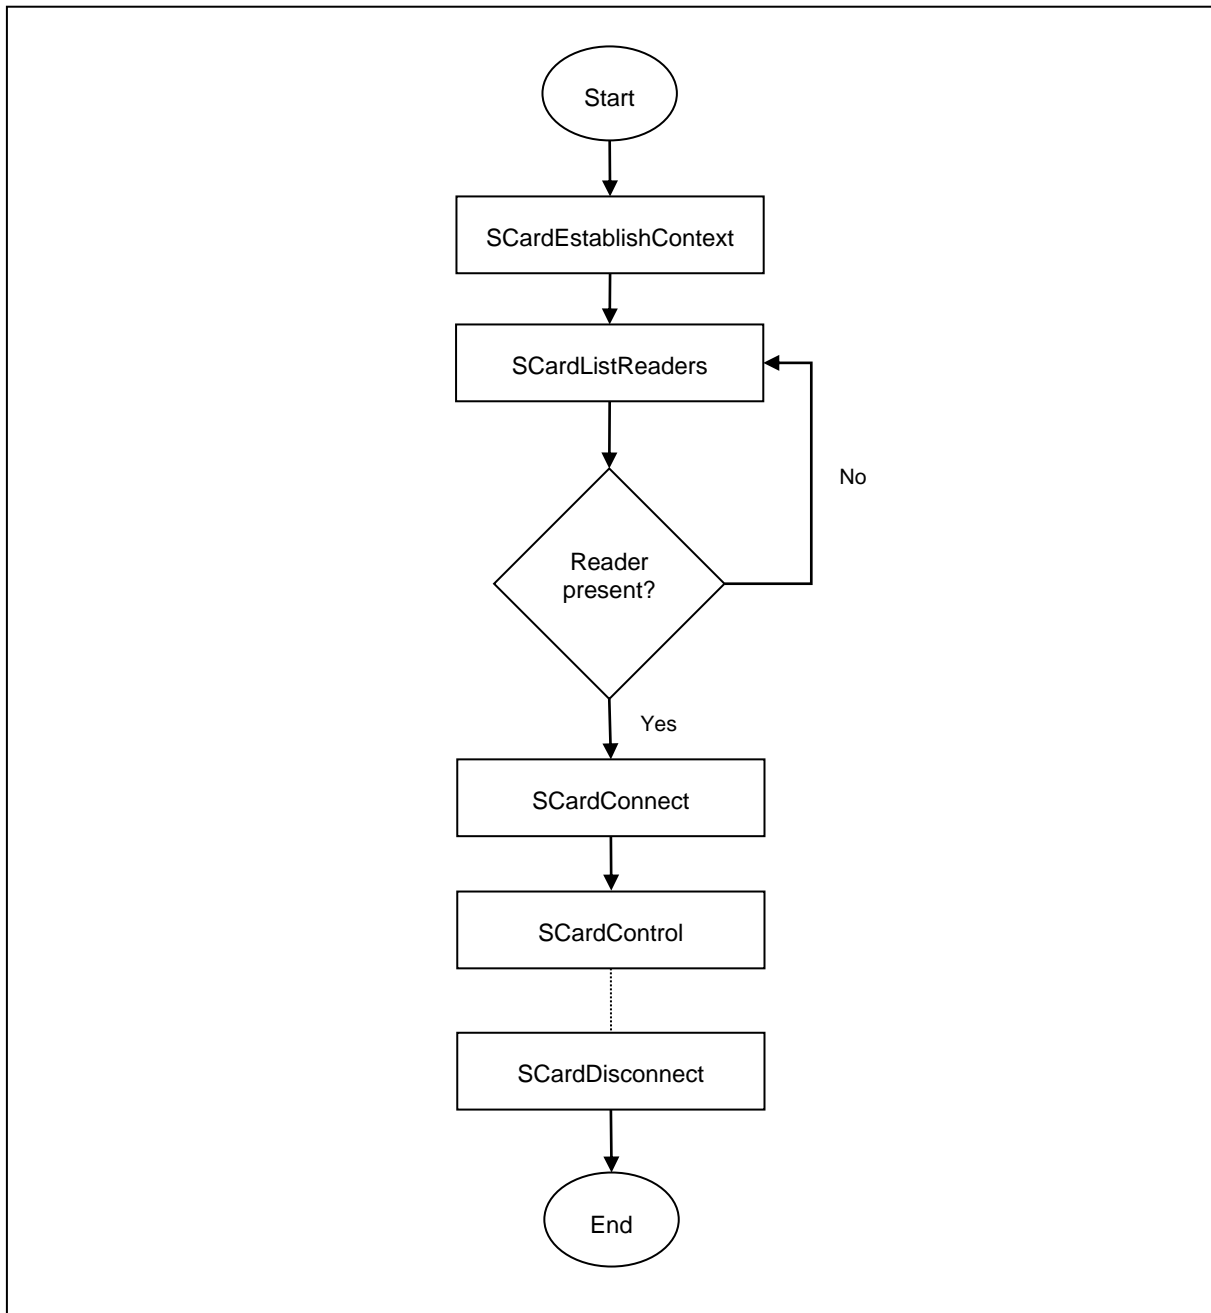 Start
SCardEstablishContext
SCardListReaders
No
Reader
present?
Yes
SCardConnect
SCardControl
SCardDisconnect
End